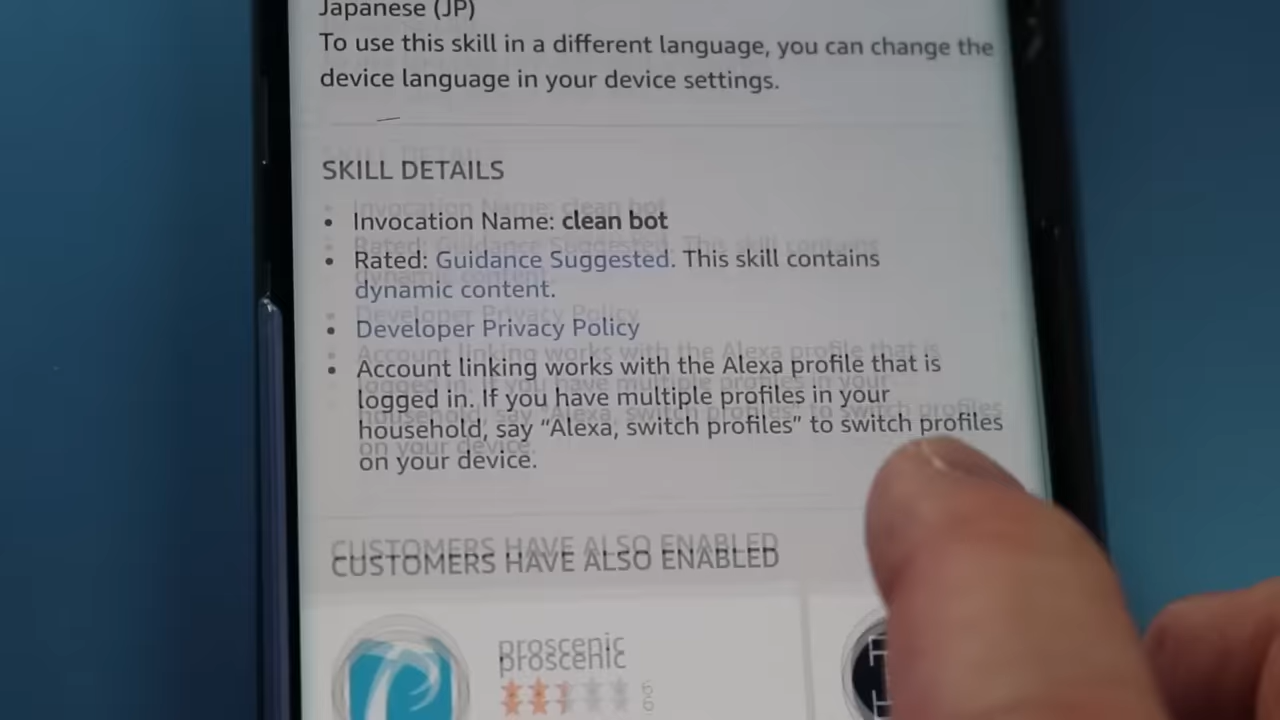 Japanese (JP)
To use this skill in a different language, you can change the
device language in your device settings.
SKILL DETAILS
• Invocation Name: clean bot
• Rated: Guidance Suggested. This skill contains
dynamic content.
• Developer Privacy Policy
• Account linking works with the Alexa profile that is
logged in. If you have multiple profiles in your
household, say “Alexa, switch profiles” to switch profiles
on your device.
CUSTOMERS HAVE ALSO ENABLED
proscenic